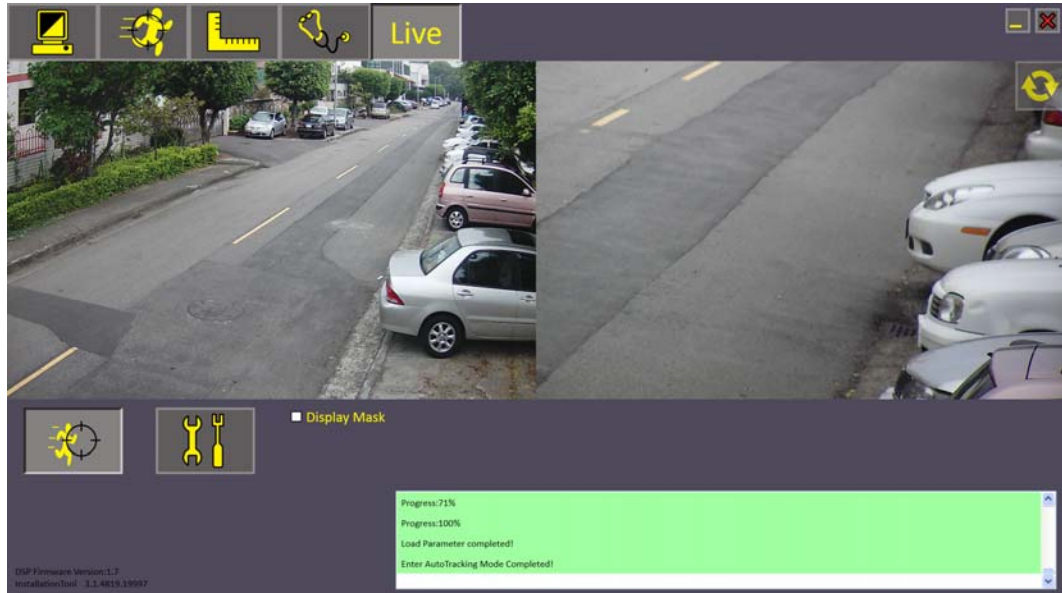 Live
Display Mask
Progress:71%
Progress:100%
Load Parameter completed!
Enter AutoTracking Mode Completed!
DSP Firmware Version:1.7
InstallationTool 3.1.4819.19997